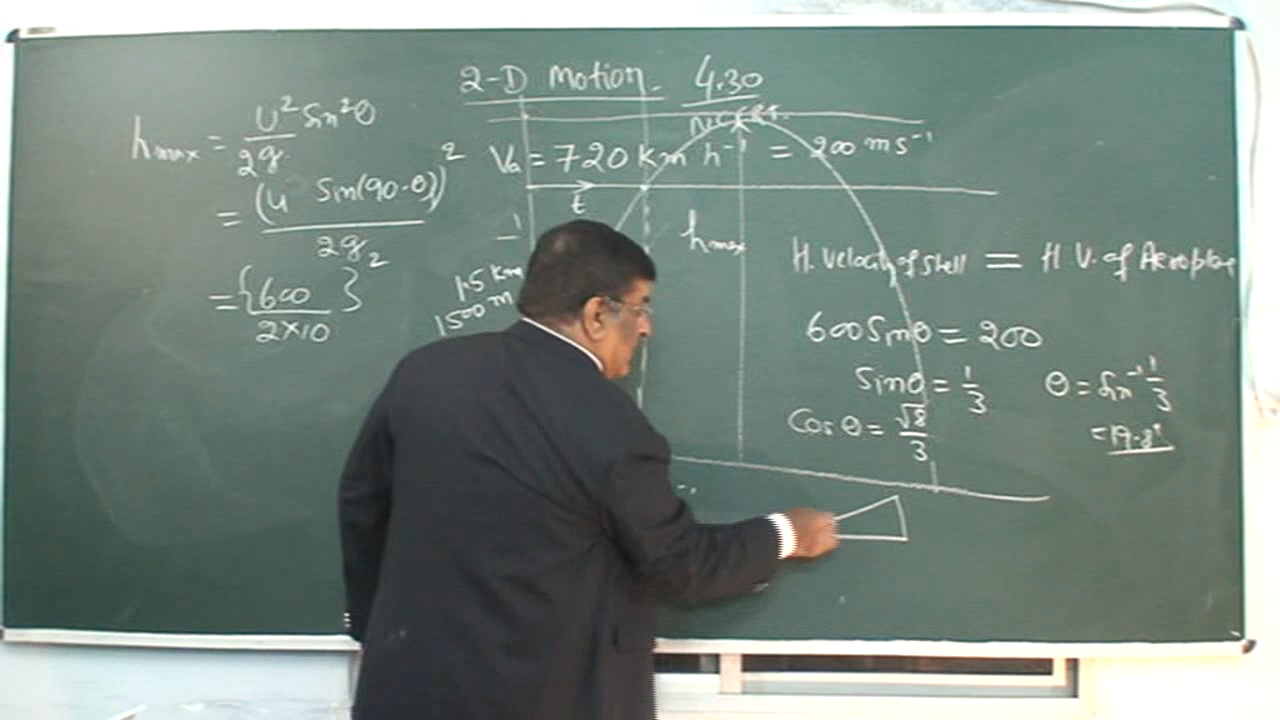 2-D Motion. 4.30
NCERT.
Va = 720 Km h⁻¹ = 200 m s⁻¹
hmax = U² Sin²θ / 2g.
= (u Sin(90-θ))² / 2g
= {600 }² / 2×10
t
hmax
1.5 Km
1500 m
H. Velocity of Shell = H V. of Aeroplane
600 Sinθ = 200
Sinθ = 1/3
θ = Sin⁻¹ 1/3
Cos θ = √8/3
= 19.8°